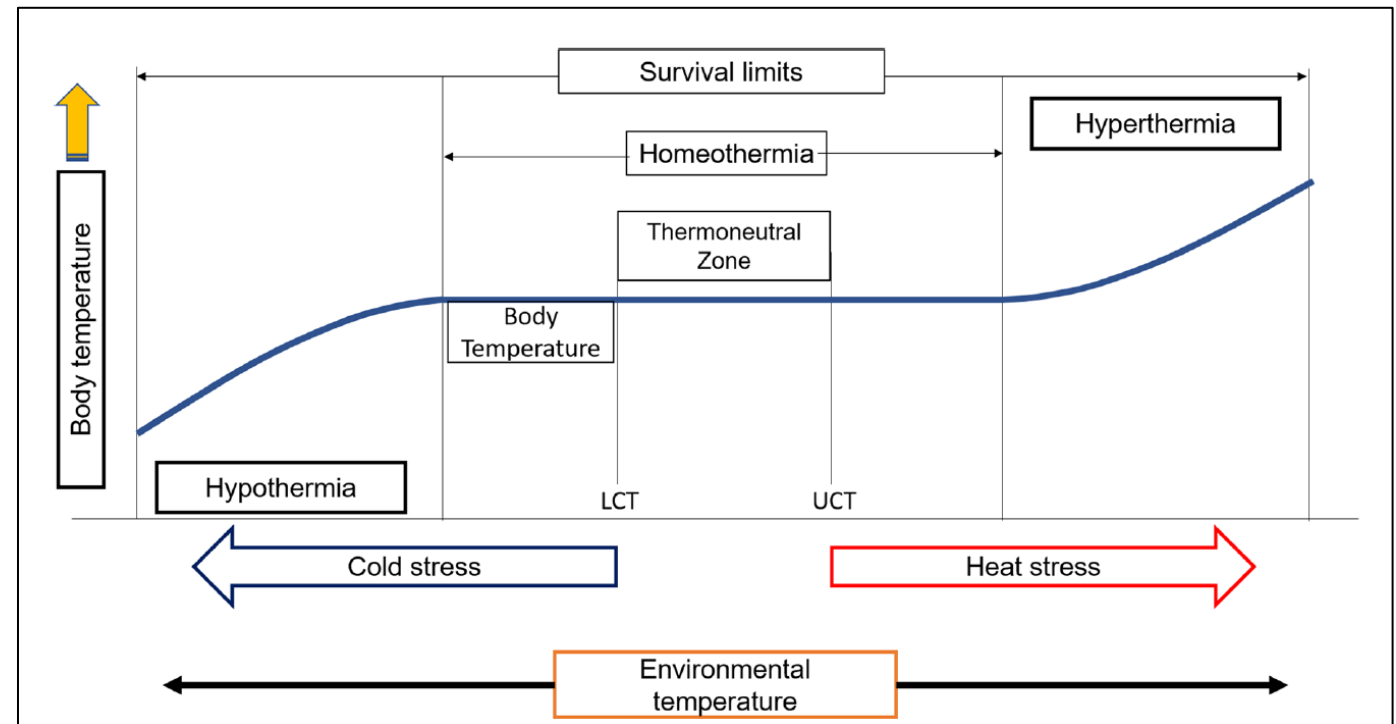 Survival limits
Hyperthermia
Homeothermia
Thermoneutral
Zone
Body temperature
Body
Temperature
Hypothermia
LCT
UCT
Cold stress
Heat stress
Environmental
temperature